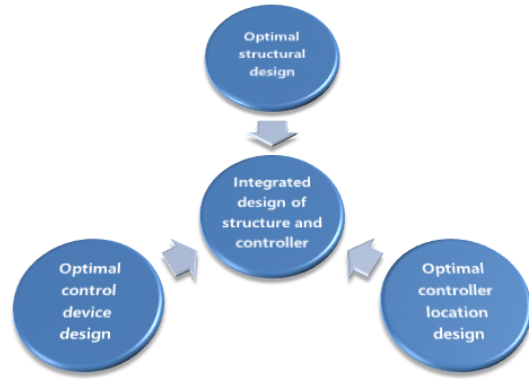 Optimal
structural
design
Integrated
design of
structure and
controller
Optimal
control
device
design
Optimal
controller
location
design